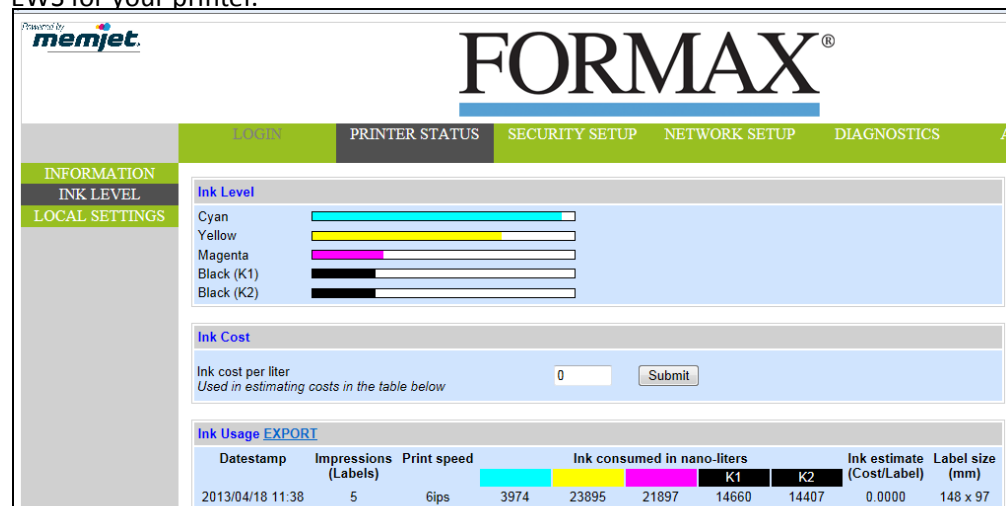 EWS for your printer.
Powered by
memjet.
FORMAX®
LOGIN PRINTER STATUS SECURITY SETUP NETWORK SETUP DIAGNOSTICS A
INFORMATION
INK LEVEL
LOCAL SETTINGS
Ink Level
Cyan
Yellow
Magenta
Black (K1)
Black (K2)
Ink Cost
Ink cost per liter
Used in estimating costs in the table below
0 Submit
Ink Usage EXPORT
Datestamp Impressions Print speed Ink consumed in nano-liters Ink estimate Label size
(Labels) K1 K2 (Cost/Label) (mm)
2013/04/18 11:38 5 6ips 3974 23895 21897 14660 14407 0.0000 148 x 97